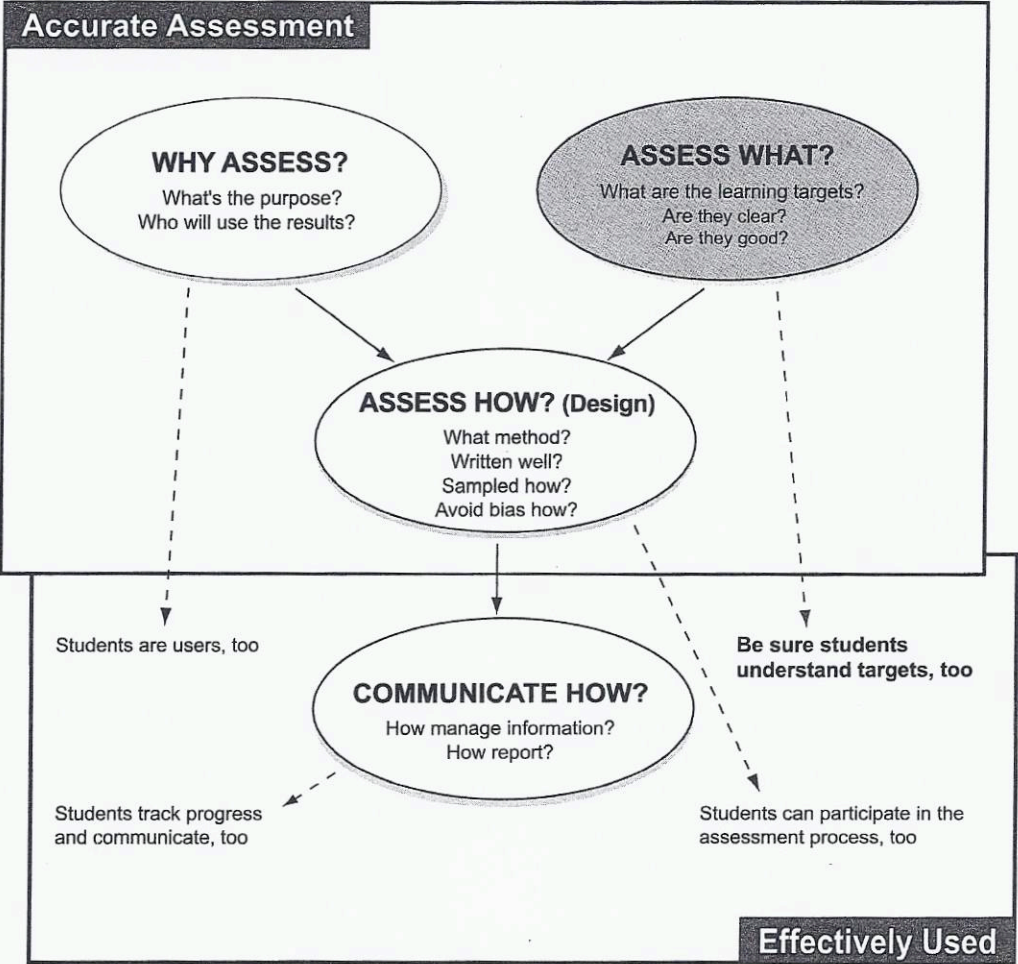 Accurate Assessment
WHY ASSESS?
What's the purpose?
Who will use the results?
ASSESS WHAT?
What are the learning targets?
Are they clear?
Are they good?
ASSESS HOW? (Design)
What method?
Written well?
Sampled how?
Avoid bias how?
Students are users, too
Be sure students
understand targets, too
COMMUNICATE HOW?
How manage information?
How report?
Students track progress
and communicate, too
Students can participate in the
assessment process, too
Effectively Used